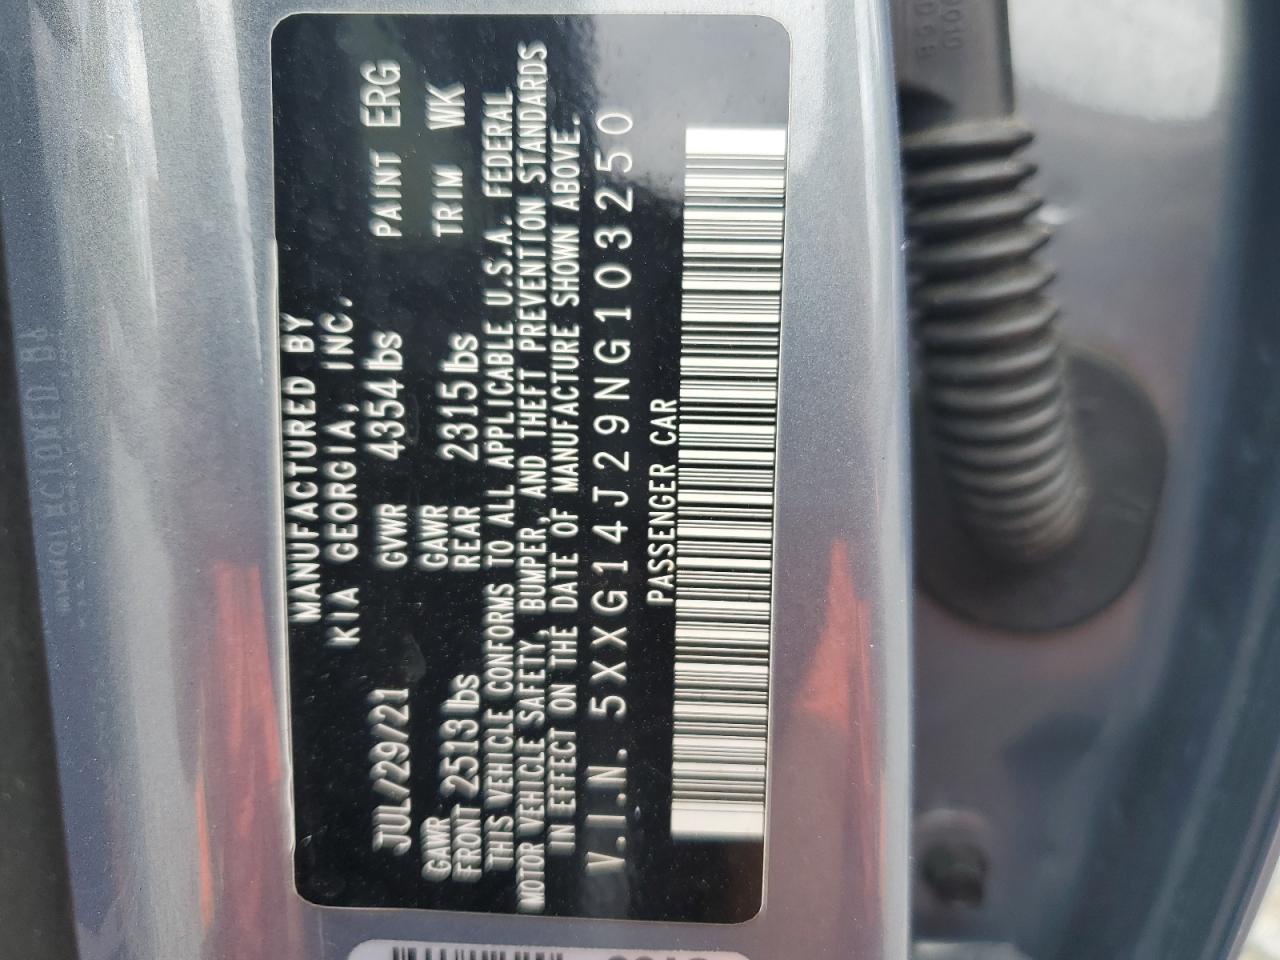 MANUFACTURED BY
KIA GEORGIA, INC.
JUL/29/21 GVWR 4354 lbs PAINT ERG
GAWR FRONT 2513 lbs GAWR REAR 2315 lbs TRIM WK
THIS VEHICLE CONFORMS TO ALL APPLICABLE U.S.A. FEDERAL
MOTOR VEHICLE SAFETY, BUMPER, AND THEFT PREVENTION STANDARDS
IN EFFECT ON THE DATE OF MANUFACTURE SHOWN ABOVE.
V.I.N. 5XXG14J29NG103250
PASSENGER CAR